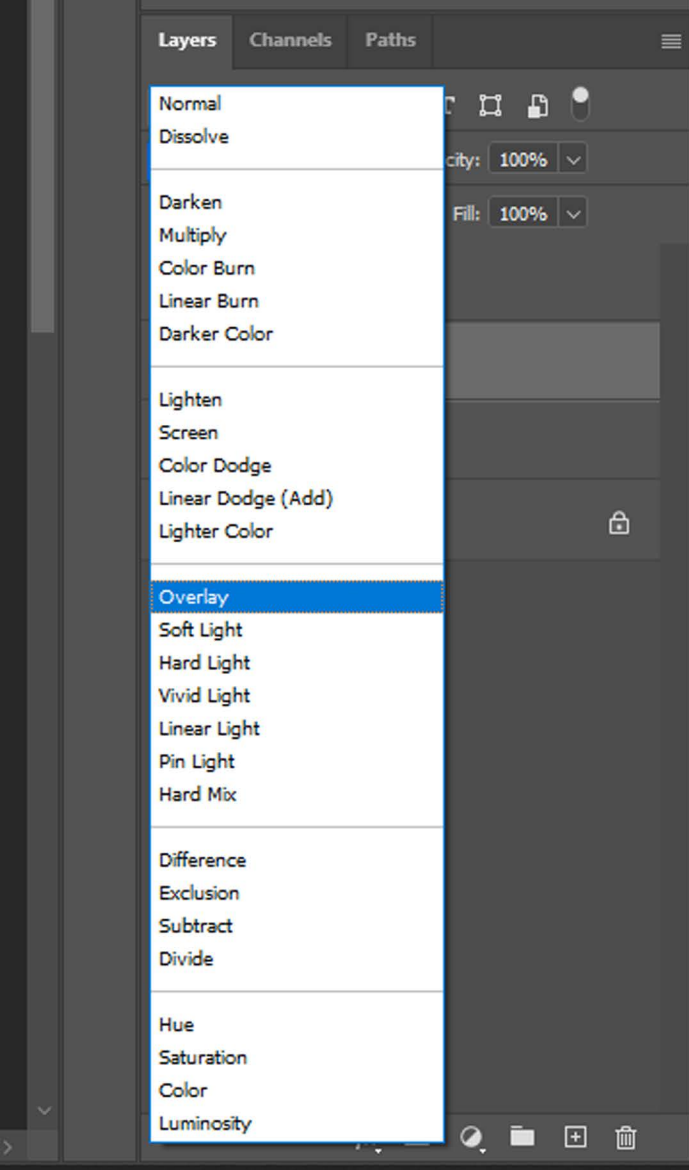 Layers Channels Paths
Normal
Dissolve
city: 100%
Fill: 100%
Darken
Multiply
Color Burn
Linear Burn
Darker Color
Lighten
Screen
Color Dodge
Linear Dodge (Add)
Lighter Color
Overlay
Soft Light
Hard Light
Vivid Light
Linear Light
Pin Light
Hard Mix
Difference
Exclusion
Subtract
Divide
Hue
Saturation
Color
Luminosity